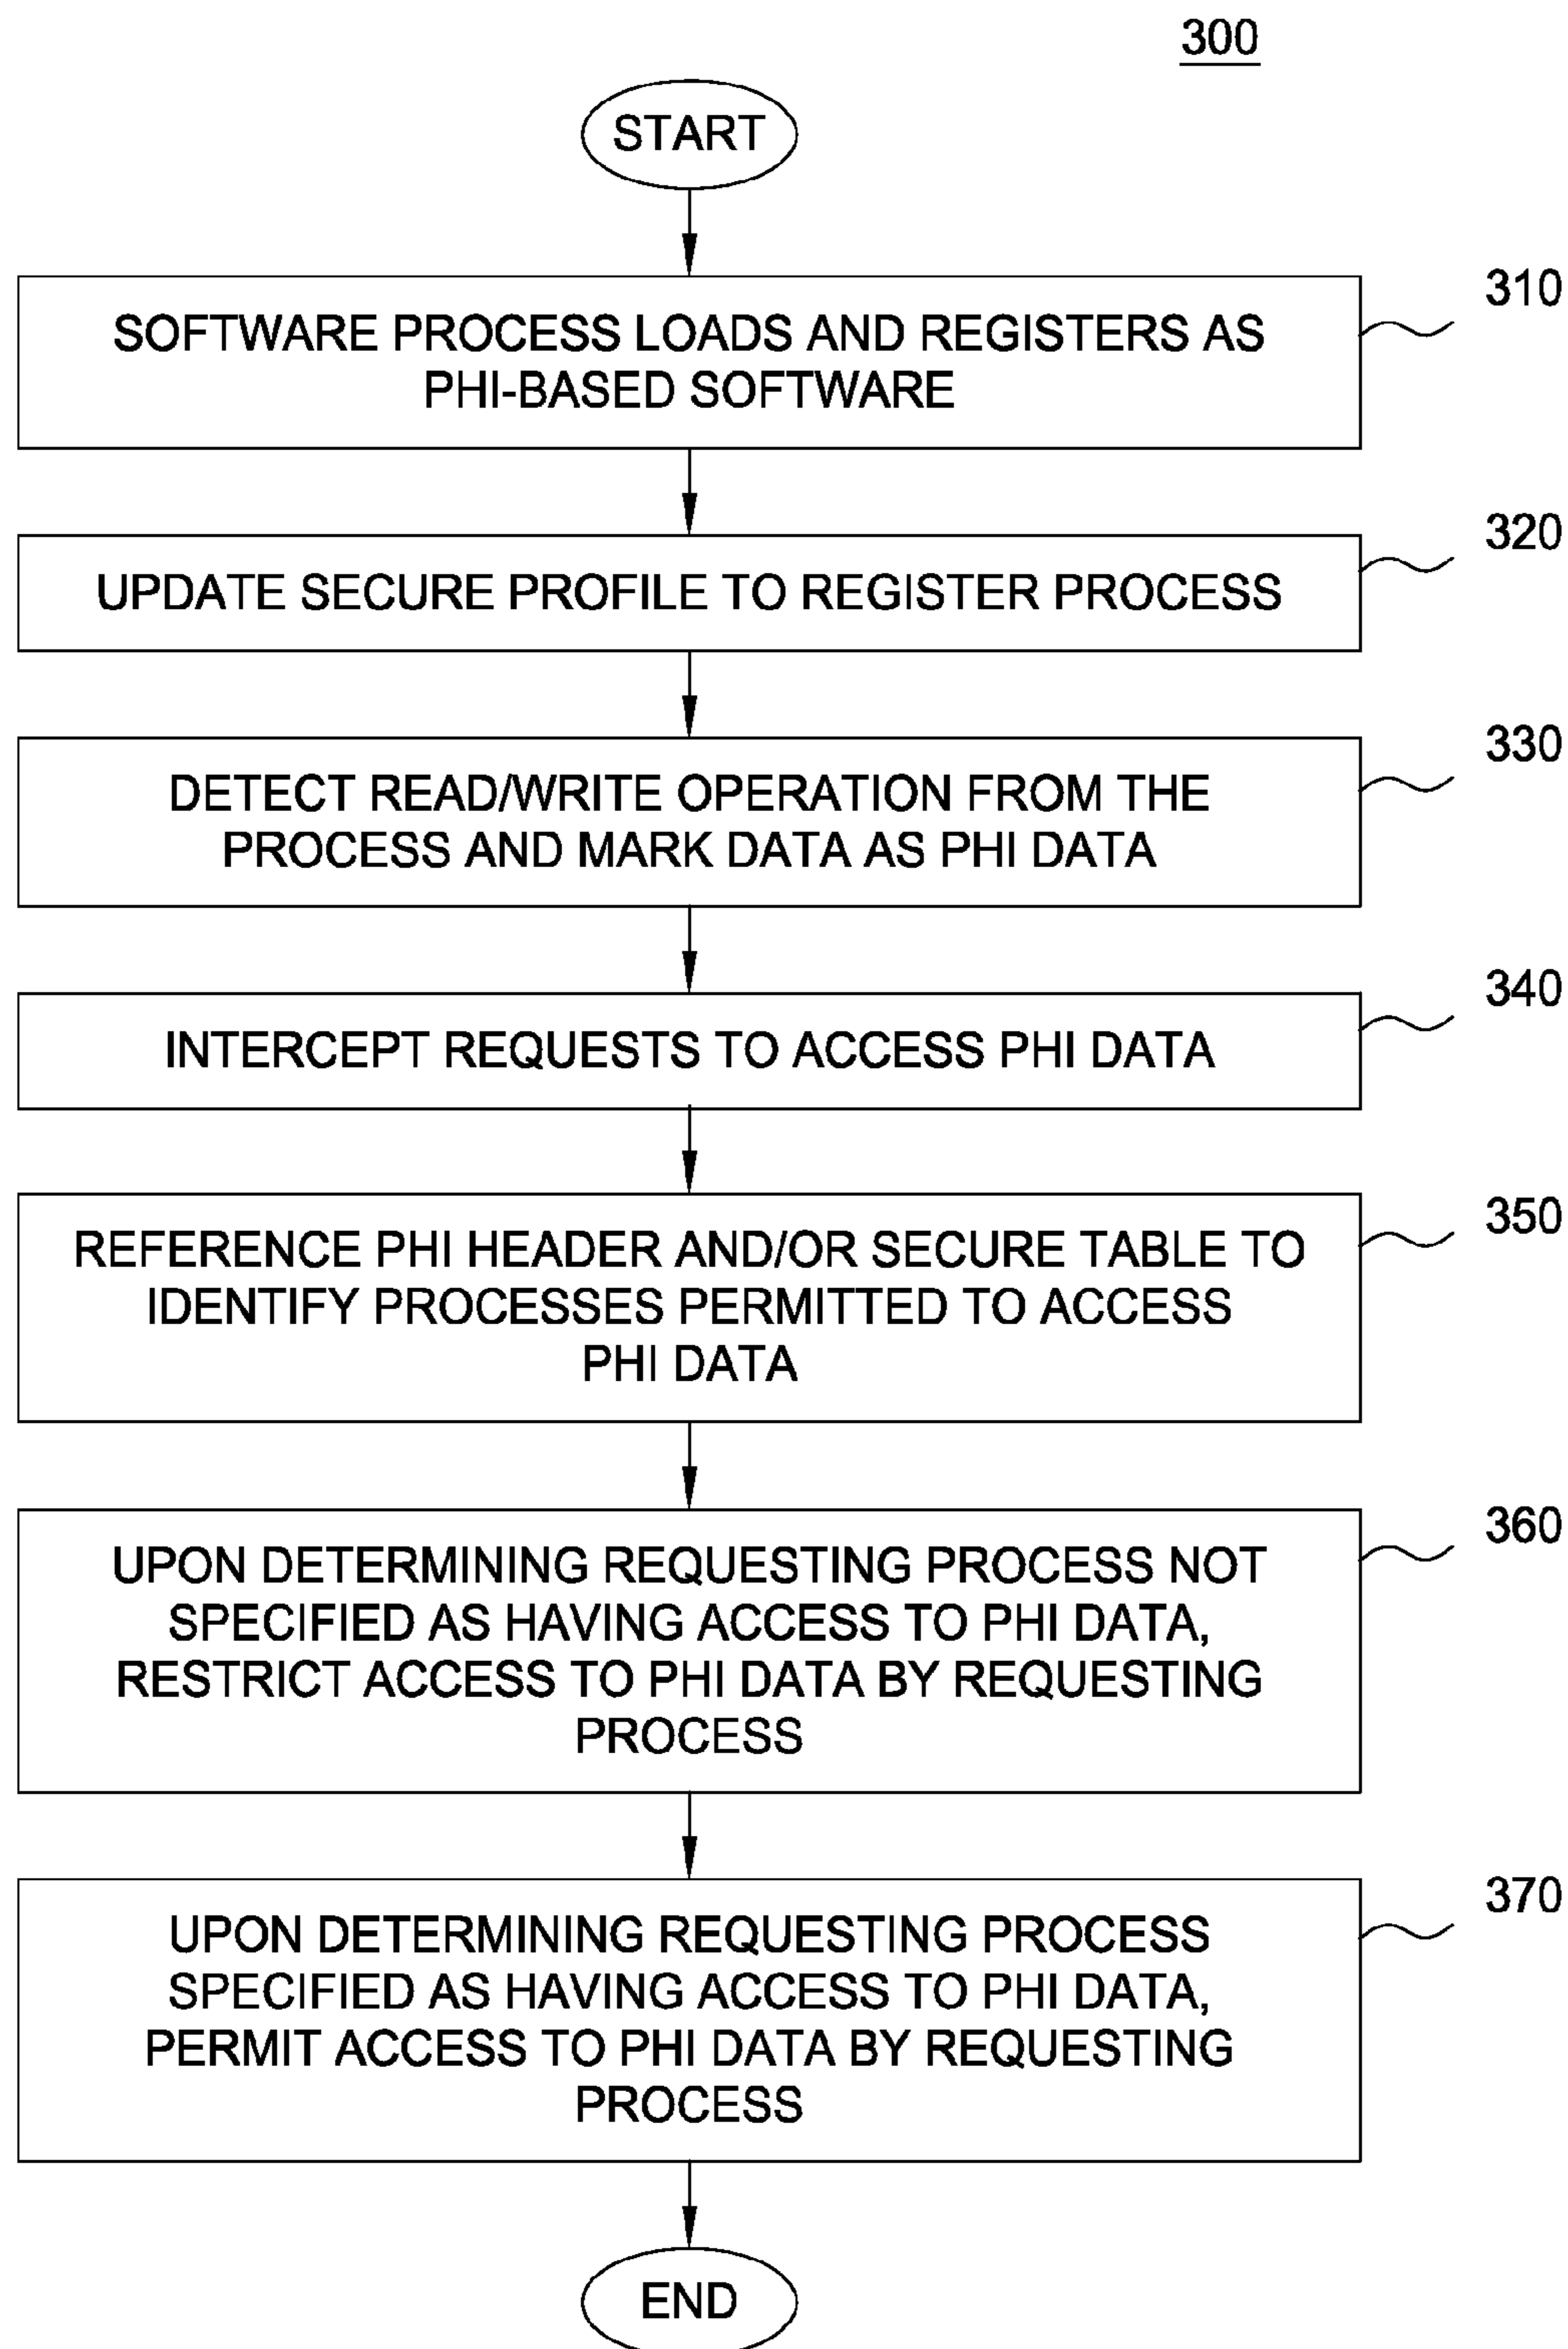 300
START
310
SOFTWARE PROCESS LOADS AND REGISTERS AS
PHI-BASED SOFTWARE
320
UPDATE SECURE PROFILE TO REGISTER PROCESS
330
DETECT READ/WRITE OPERATION FROM THE
PROCESS AND MARK DATA AS PHI DATA
340
INTERCEPT REQUESTS TO ACCESS PHI DATA
350
REFERENCE PHI HEADER AND/OR SECURE TABLE TO
IDENTIFY PROCESSES PERMITTED TO ACCESS
PHI DATA
360
UPON DETERMINING REQUESTING PROCESS NOT
SPECIFIED AS HAVING ACCESS TO PHI DATA,
RESTRICT ACCESS TO PHI DATA BY REQUESTING
PROCESS
370
UPON DETERMINING REQUESTING PROCESS
SPECIFIED AS HAVING ACCESS TO PHI DATA,
PERMIT ACCESS TO PHI DATA BY REQUESTING
PROCESS
END